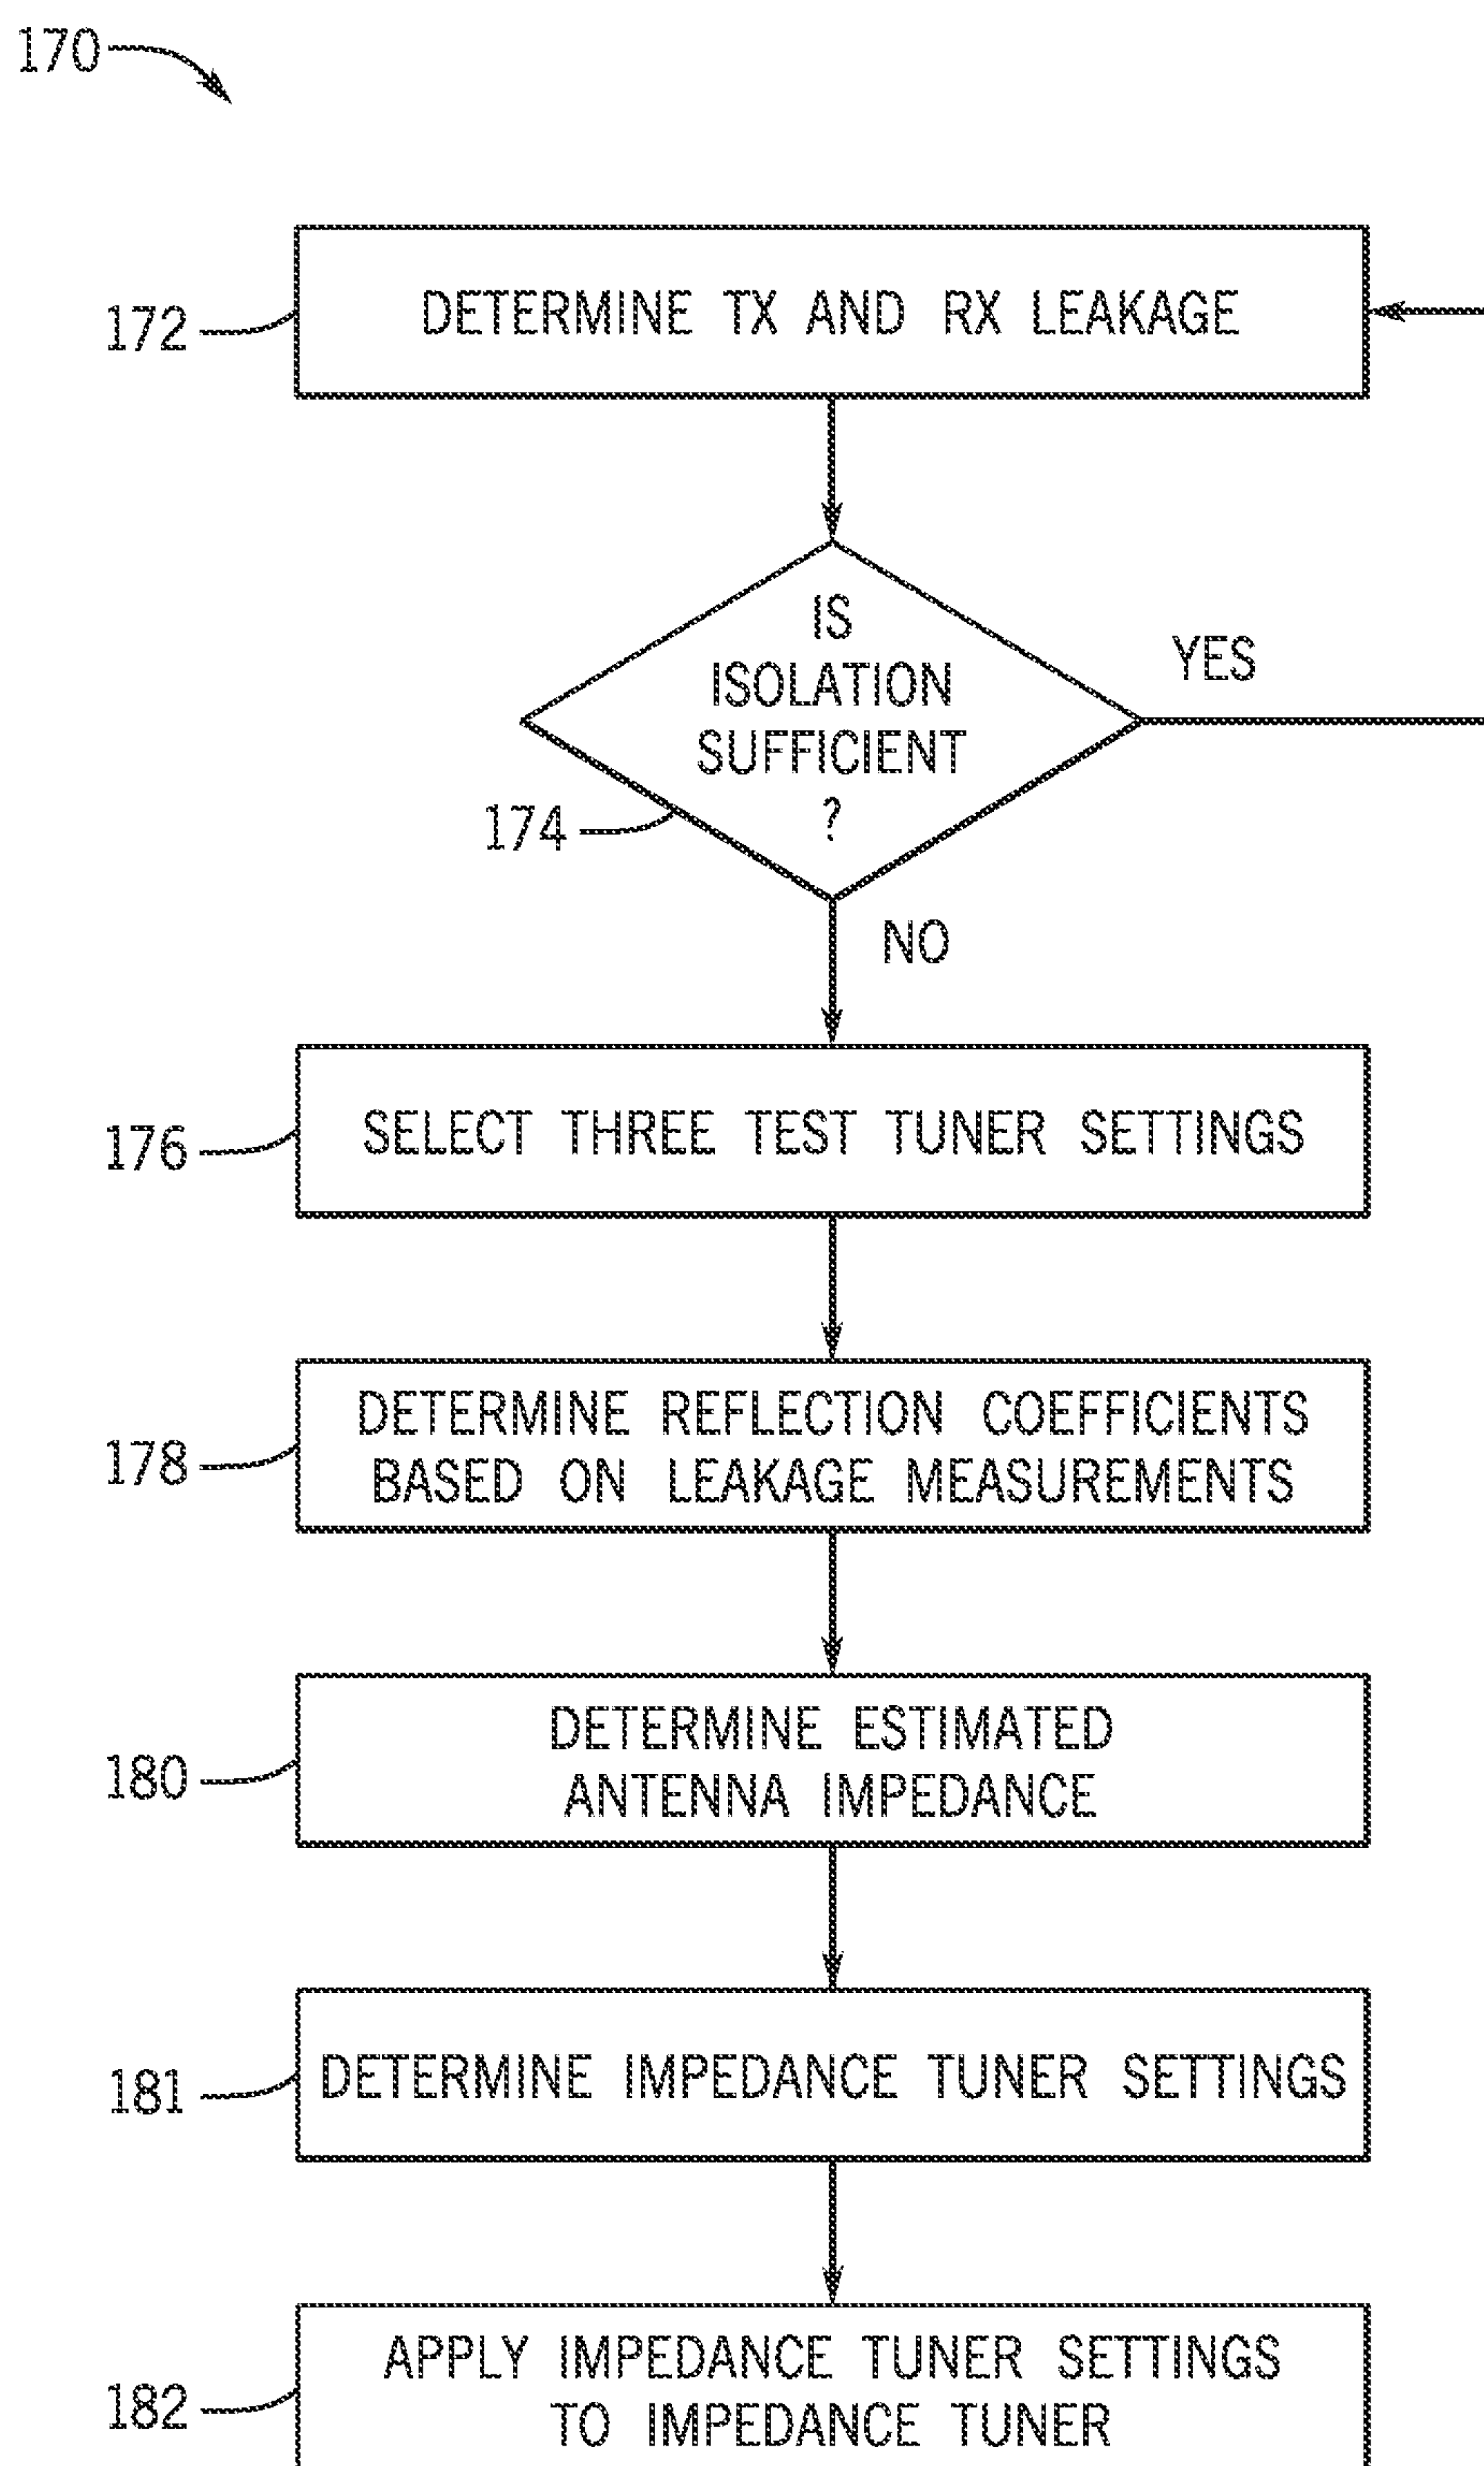 170
172
DETERMINE TX AND RX LEAKAGE
IS
ISOLATION
SUFFICIENT
?
YES
174
NO
176
SELECT THREE TEST TUNER SETTINGS
178
DETERMINE REFLECTION COEFFICIENTS
BASED ON LEAKAGE MEASUREMENTS
180
DETERMINE ESTIMATED
ANTENNA IMPEDANCE
181
DETERMINE IMPEDANCE TUNER SETTINGS
182
APPLY IMPEDANCE TUNER SETTINGS
TO IMPEDANCE TUNER